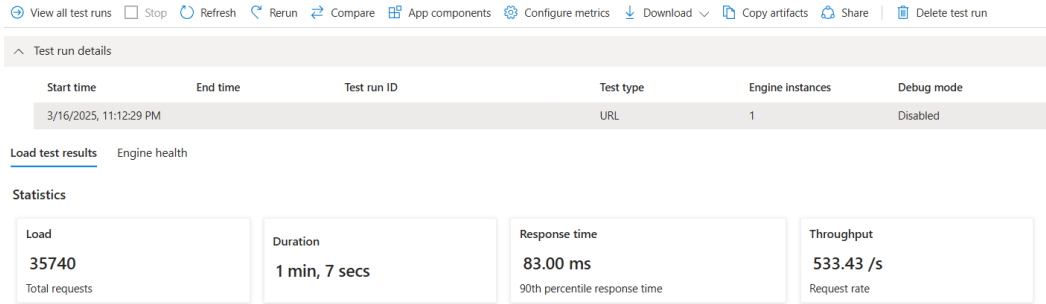 View all test runs Stop Refresh Rerun Compare App components Configure metrics Download Copy artifacts Share Delete test run
Test run details
Start time End time Test run ID Test type Engine instances Debug mode
3/16/2025, 11:12:29 PM URL 1 Disabled
Load test results Engine health
Statistics
Load
35740
Total requests
Duration
1 min, 7 secs
Response time
83.00 ms
90th percentile response time
Throughput
533.43 /s
Request rate